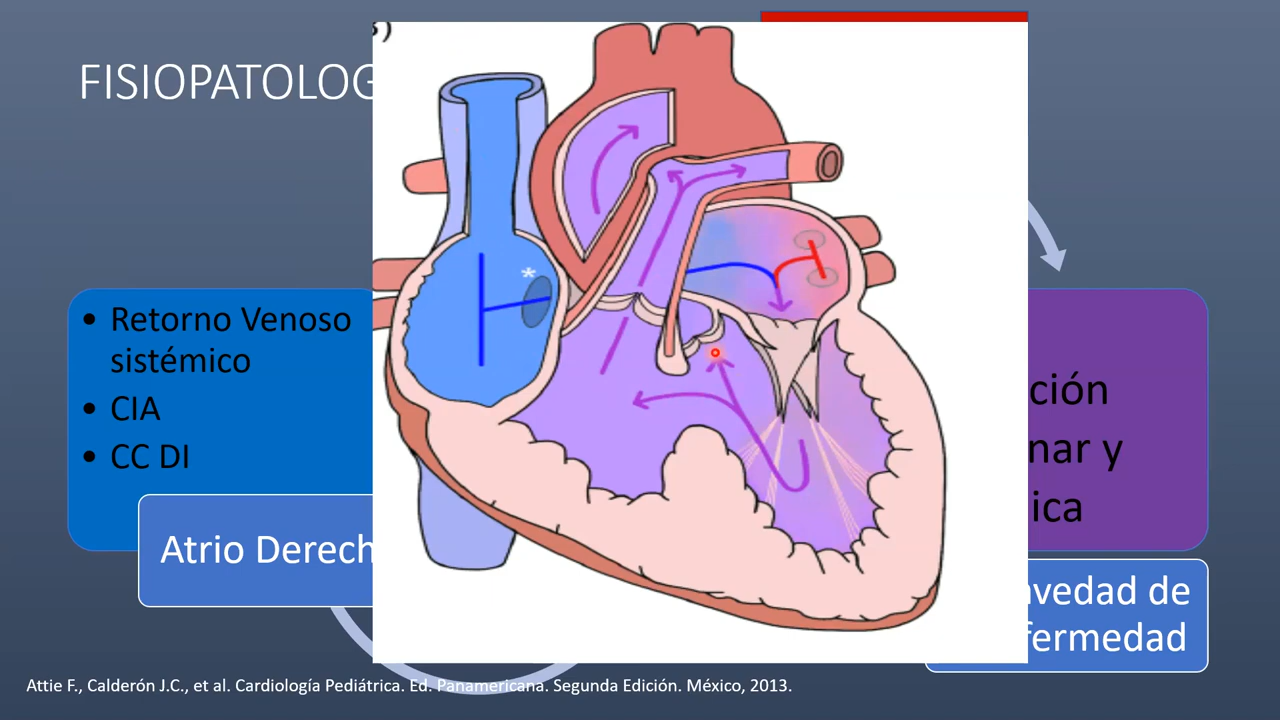 FISIOPATOLOG
)
• Retorno Venoso
sistémico
• CIA
• CC DI
Atrio Derech
*
ción
nar y
ica
vedad de
fermedad
Attie F., Calderón J.C., et al. Cardiología Pediátrica. Ed. Panamericana. Segunda Edición. México, 2013.